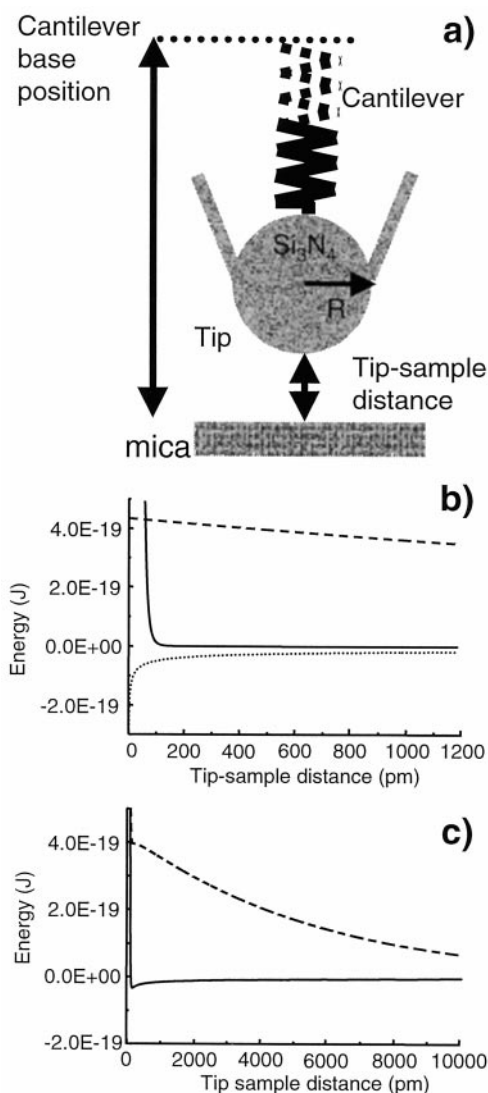 Cantilever
base
position
a)
Cantilever
Si₃N₄
R
Tip
Tip-sample
distance
mica
b)
Energy (J)
4.0E-19
2.0E-19
0.0E+00
-2.0E-19
0 200 400 600 800 1000 1200
Tip-sample distance (pm)
c)
Energy (J)
4.0E-19
2.0E-19
0.0E+00
-2.0E-19
0 2000 4000 6000 8000 10000
Tip sample distance (pm)